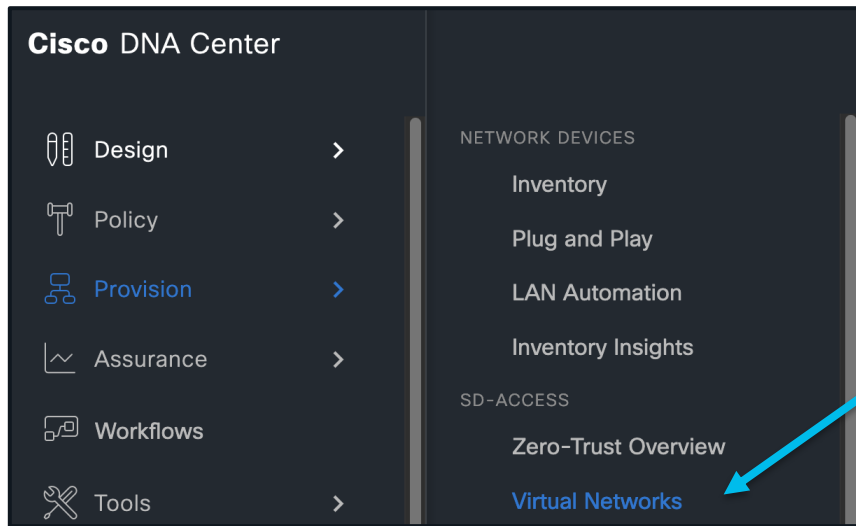 Cisco DNA Center
Design
Policy
Provision
Assurance
Workflows
Tools
NETWORK DEVICES
Inventory
Plug and Play
LAN Automation
Inventory Insights
SD-ACCESS
Zero-Trust Overview
Virtual Networks